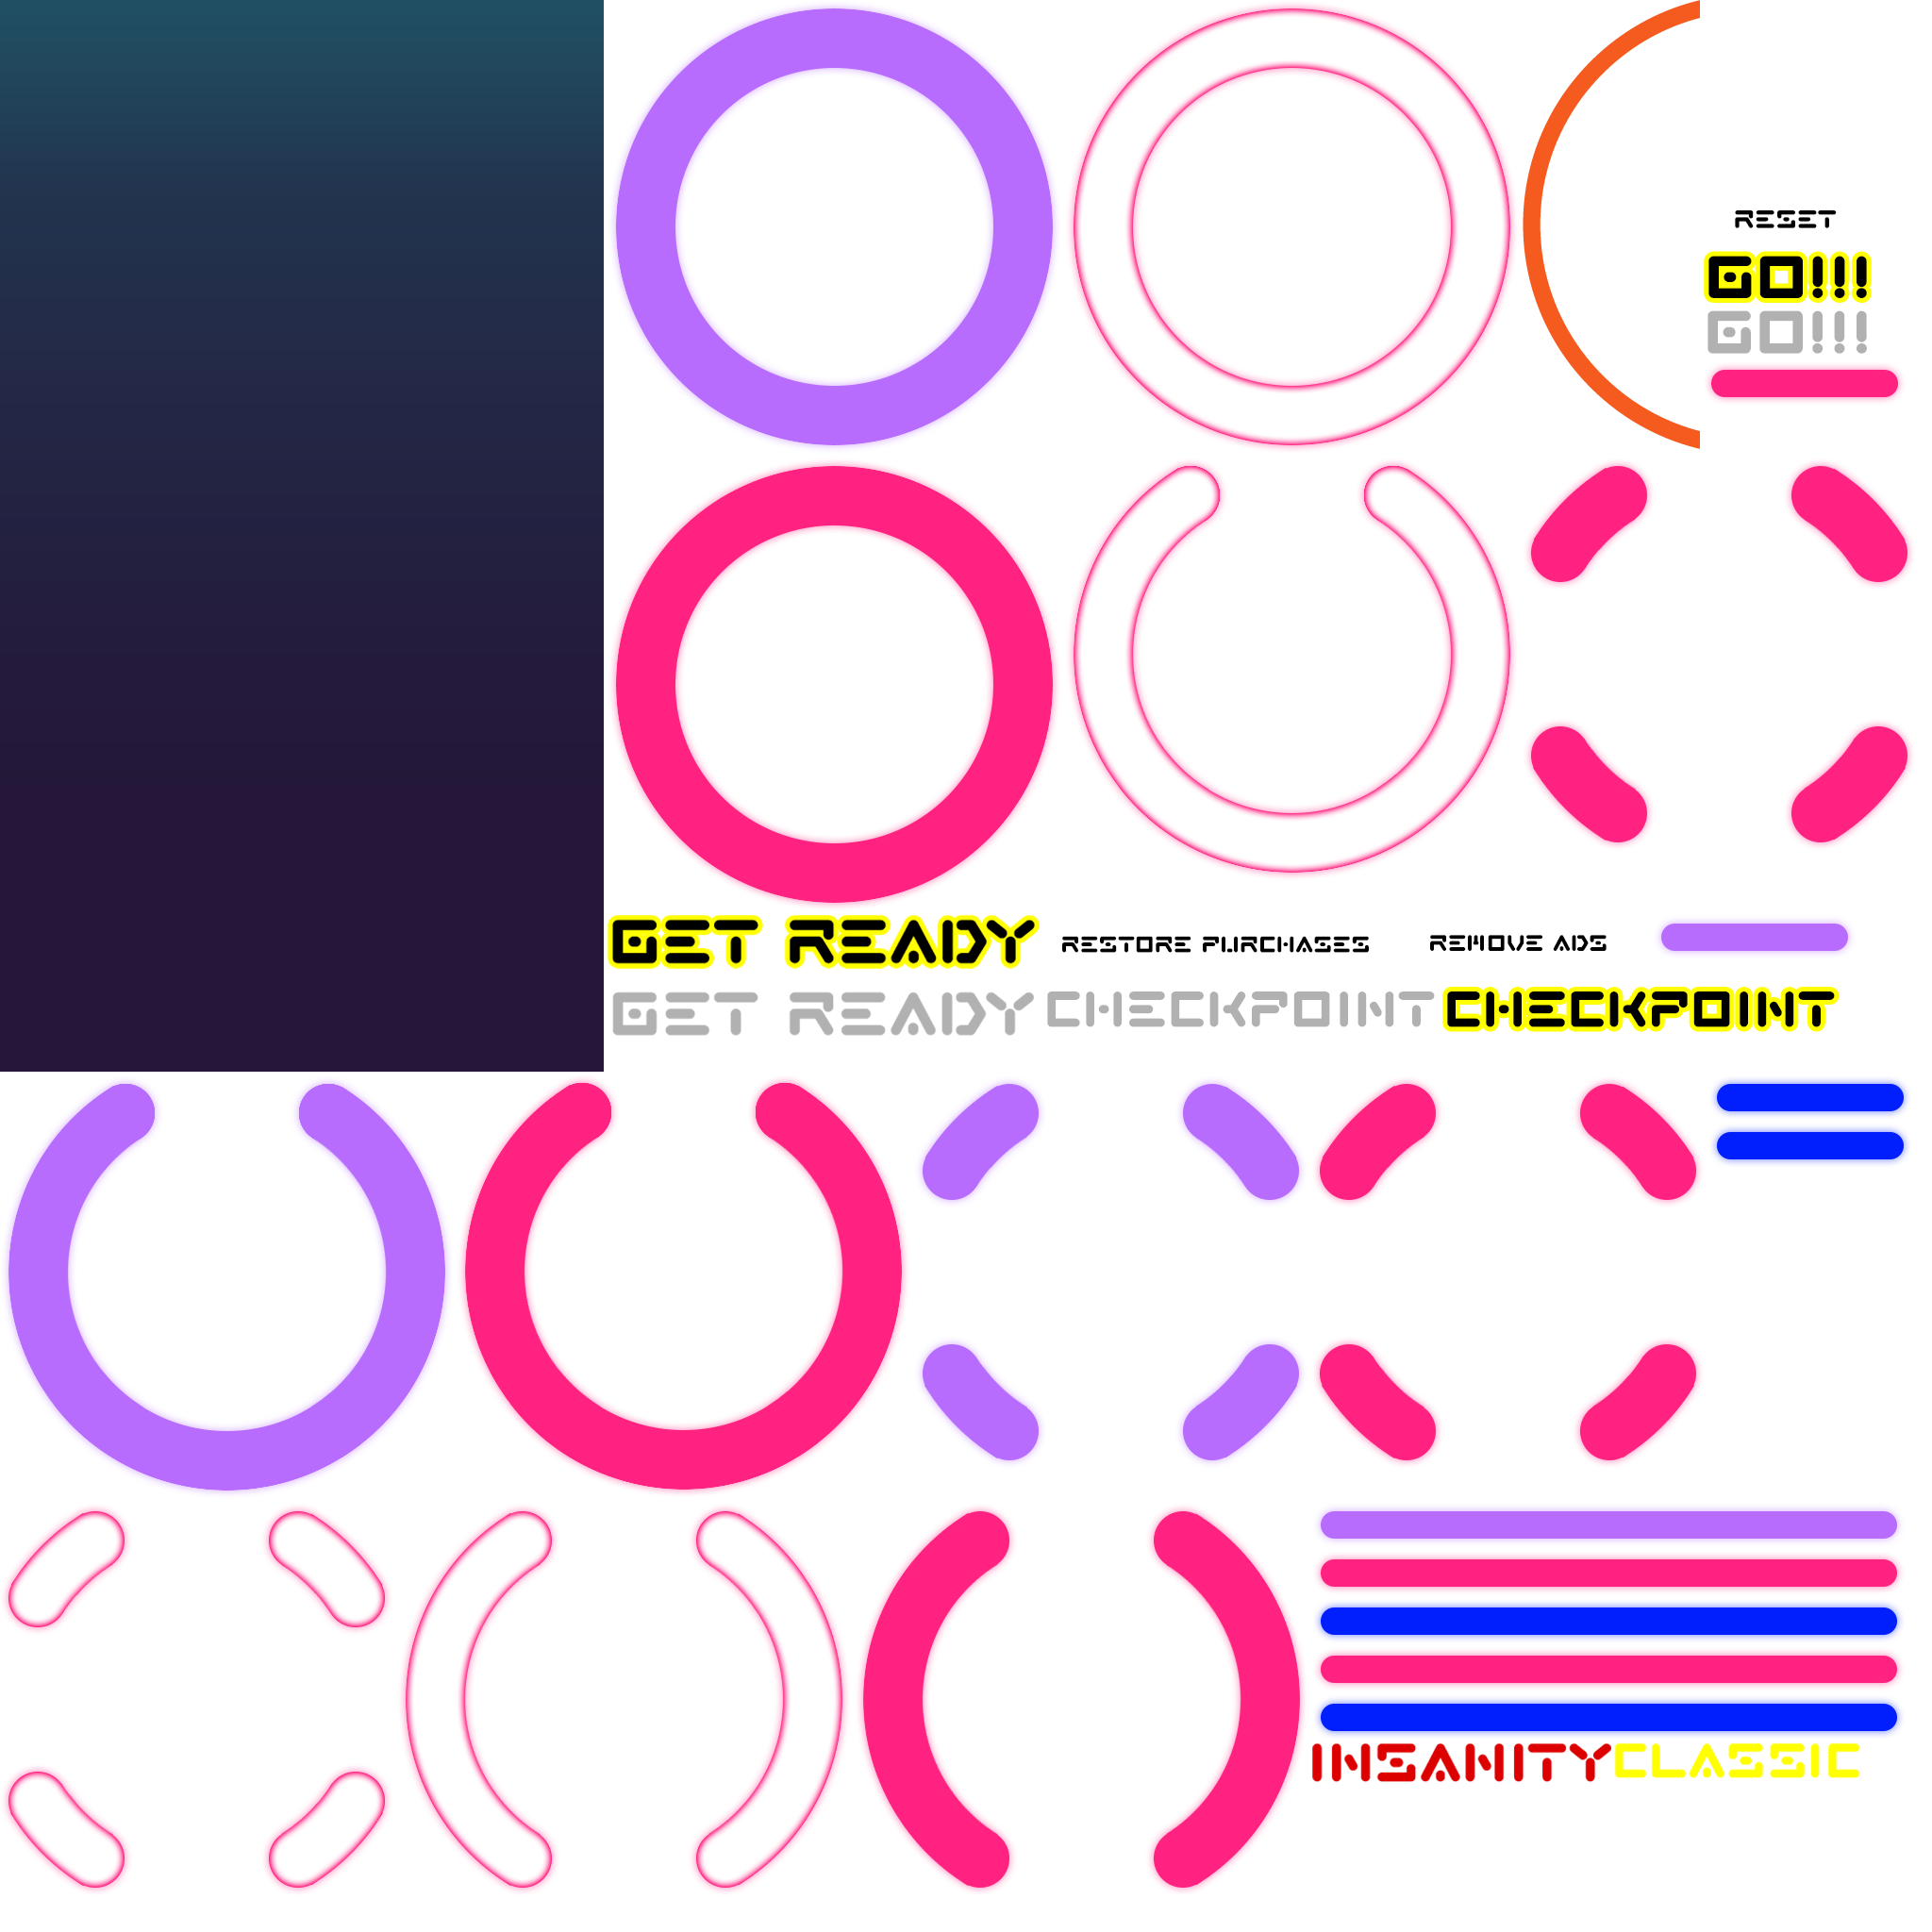 RESET
GO!!!
GO!!!
GET READY
RESTORE PURCHASES
REMOVE ADS
GET READY
CHECKPOINT
CHECKPOINT
INSANITY
CLASSIC